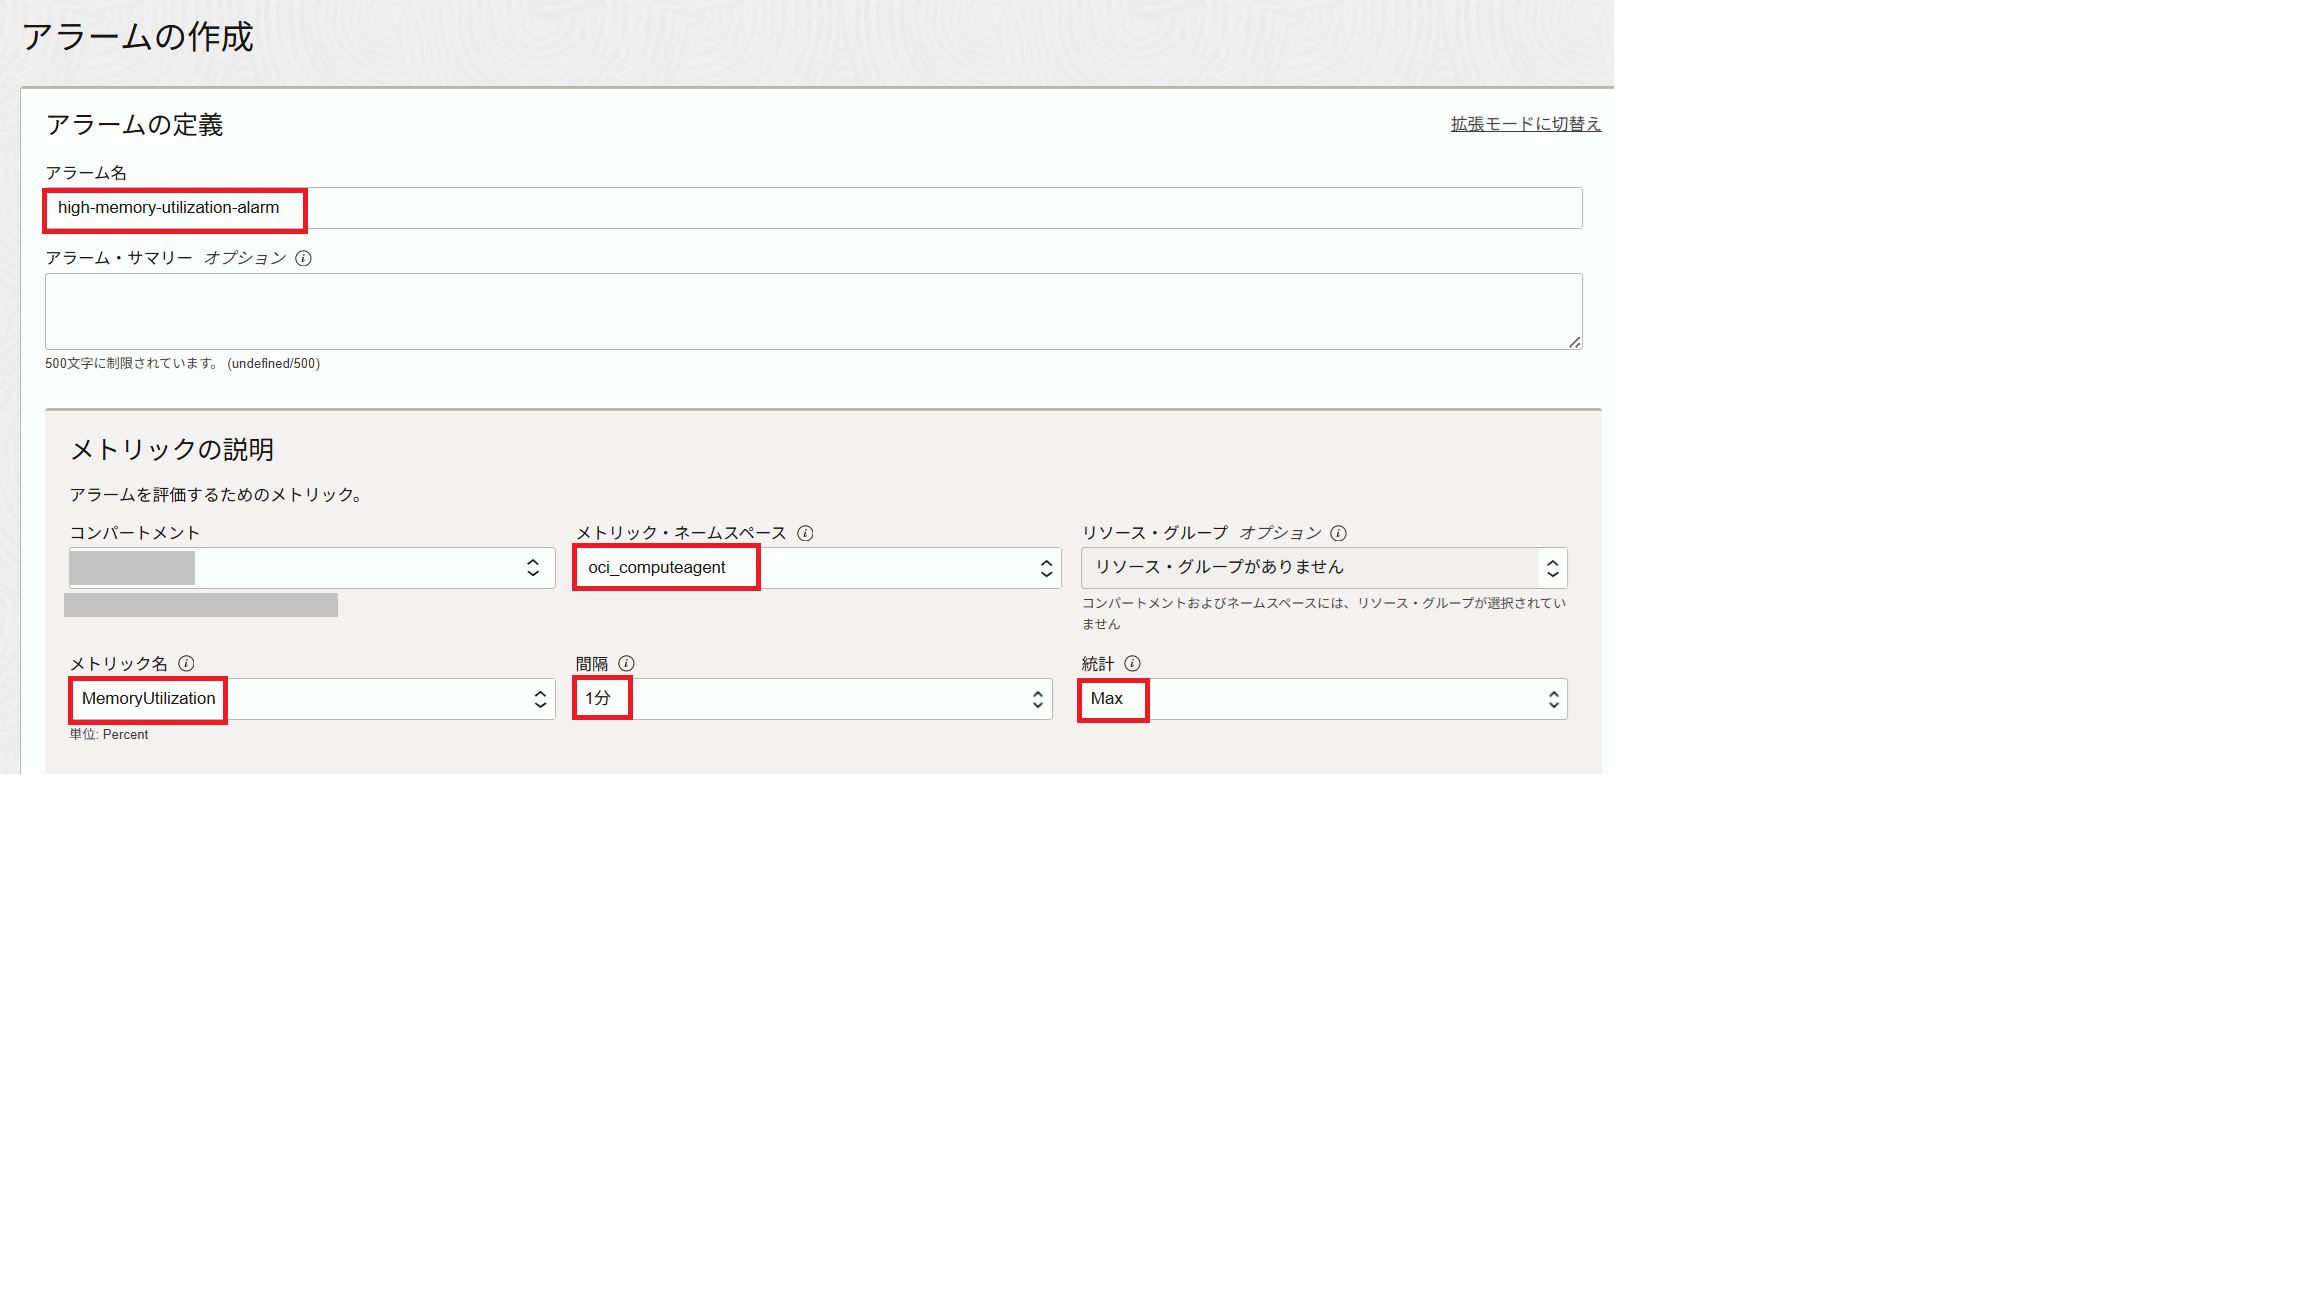 アラームの作成
アラームの定義
拡張モードに切替え
アラーム名
high-memory-utilization-alarm
アラーム・サマリー オプション
500文字に制限されています。 (undefined/500)
メトリックの説明
アラームを評価するためのメトリック。
コンパートメント
メトリック・ネームスペース
リソース・グループ オプション
oci_computeagent
リソース・グループがありません
コンパートメントおよびネームスペースには、リソース・グループが選択されてい
ません
メトリック名
間隔
統計
MemoryUtilization
1分
Max
単位: Percent